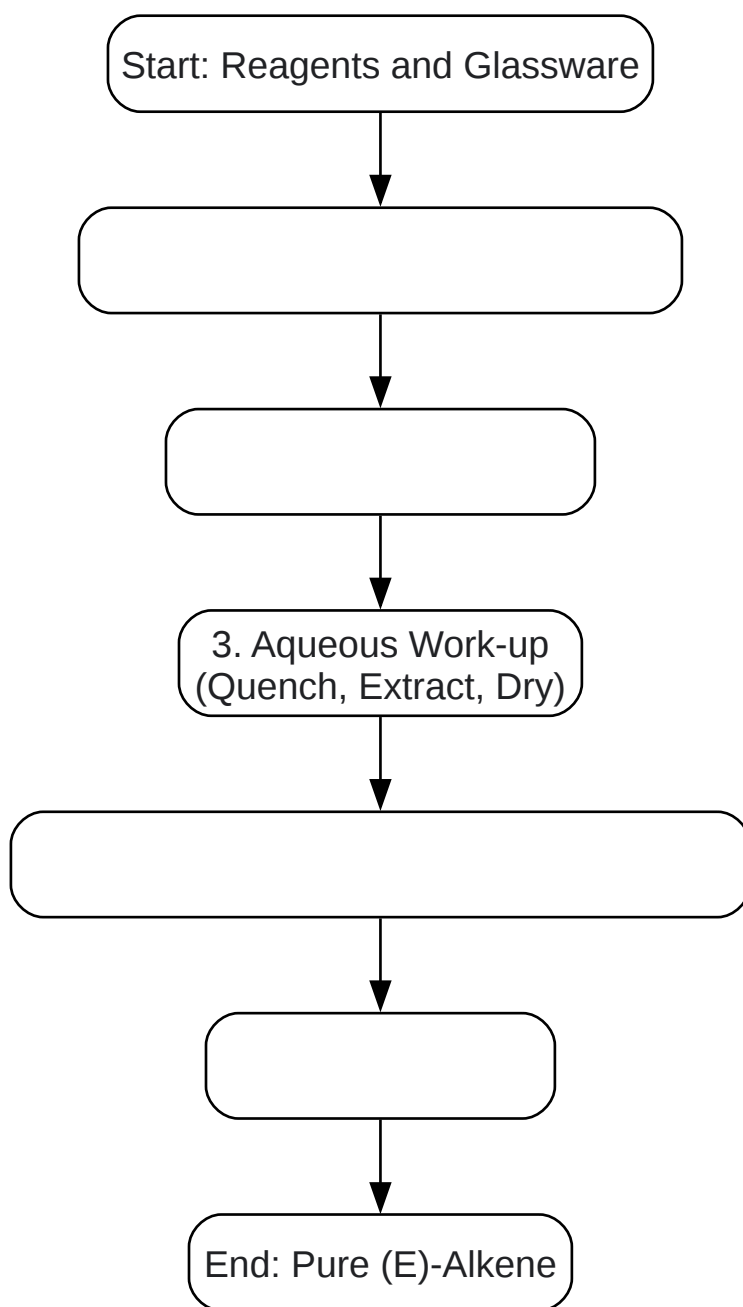 Start: Reagents and Glassware
3. Aqueous Work-up
(Quench, Extract, Dry)
End: Pure (E)-Alkene